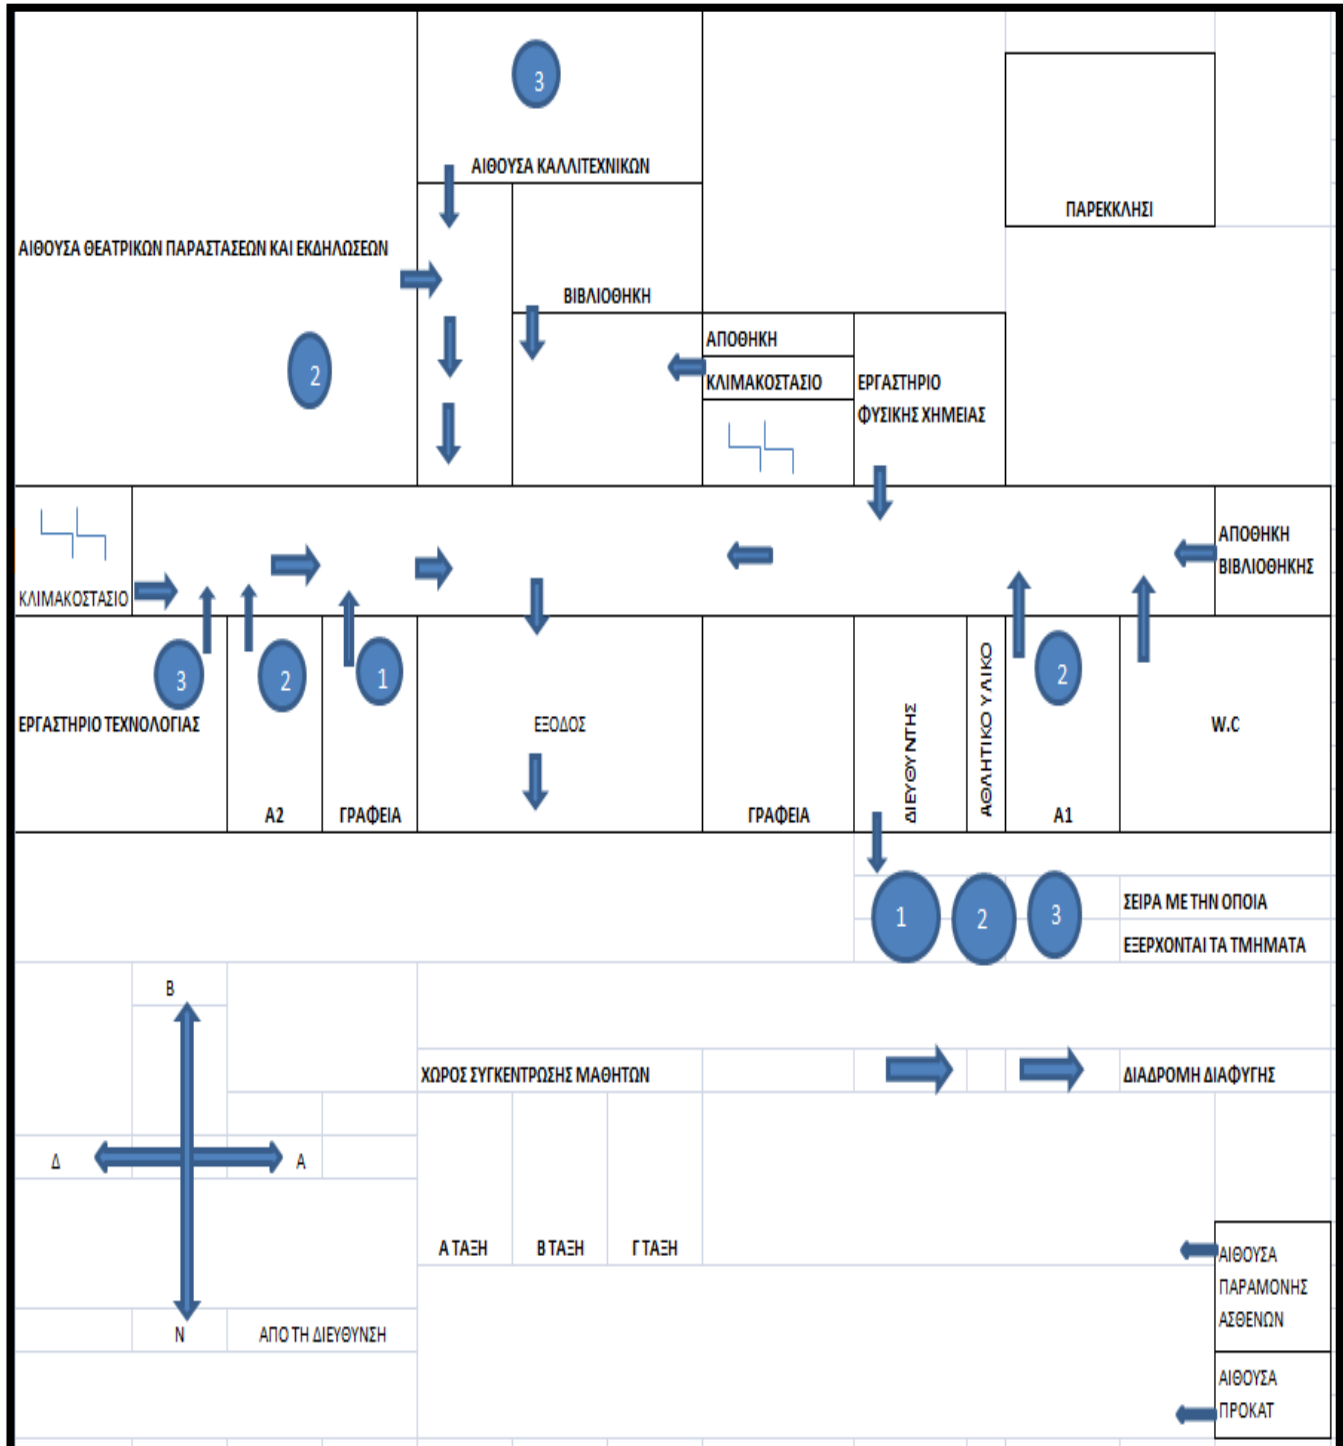 3
ΑΙΘΟΥΣΑ ΚΑΛΛΙΤΕΧΝΙΚΩΝ
ΠΑΡΕΚΚΛΗΣΙ
ΑΙΘΟΥΣΑ ΘΕΑΤΡΙΚΩΝ ΠΑΡΑΣΤΑΣΕΩΝ ΚΑΙ ΕΚΔΗΛΩΣΕΩΝ
ΒΙΒΛΙΟΘΗΚΗ
2
ΑΠΟΘΗΚΗ
ΚΛΙΜΑΚΟΣΤΑΣΙΟ
ΕΡΓΑΣΤΗΡΙΟ
ΦΥΣΙΚΗΣ ΧΗΜΕΙΑΣ
ΚΛΙΜΑΚΟΣΤΑΣΙΟ
ΑΠΟΘΗΚΗ
ΒΙΒΛΙΟΘΗΚΗΣ
3
2
1
2
ΕΡΓΑΣΤΗΡΙΟ ΤΕΧΝΟΛΟΓΙΑΣ
Α2
ΓΡΑΦΕΙΑ
ΕΞΟΔΟΣ
ΓΡΑΦΕΙΑ
ΔΙΕΥΘΥΝΤΗΣ
ΑΘΛΗΤΙΚΟ ΥΛΙΚΟ
Α1
W.C
1
2
3
ΣΕΙΡΑ ΜΕ ΤΗΝ ΟΠΟΙΑ
ΕΞΕΡΧΟΝΤΑΙ ΤΑ ΤΜΗΜΑΤΑ
Β
Δ
Α
Ν
ΑΠΟ ΤΗ ΔΙΕΥΘΥΝΣΗ
ΧΩΡΟΣ ΣΥΓΚΕΝΤΡΩΣΗΣ ΜΑΘΗΤΩΝ
ΔΙΑΔΡΟΜΗ ΔΙΑΦΥΓΗΣ
Α ΤΑΞΗ
Β ΤΑΞΗ
Γ ΤΑΞΗ
ΑΙΘΟΥΣΑ
ΠΑΡΑΜΟΝΗΣ
ΑΣΘΕΝΩΝ
ΑΙΘΟΥΣΑ
ΠΡΟΚΑΤ